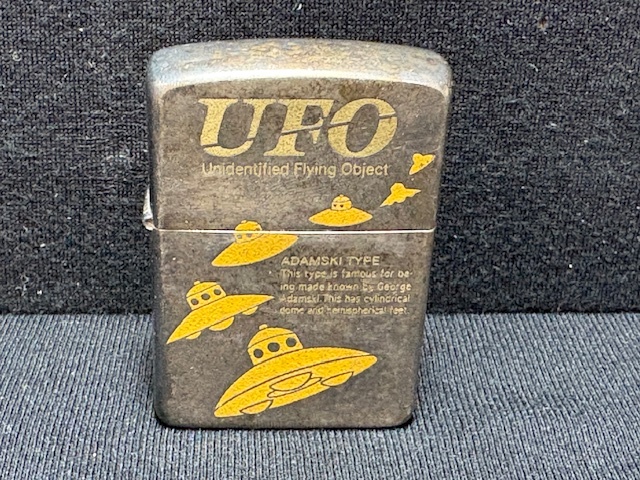 UFO
Unidentified Flying Object
ADAMSKI TYPE
This type is famous for be-
ing made known by George
Adamski. This has cylindrical
dome and hemispherical feet.